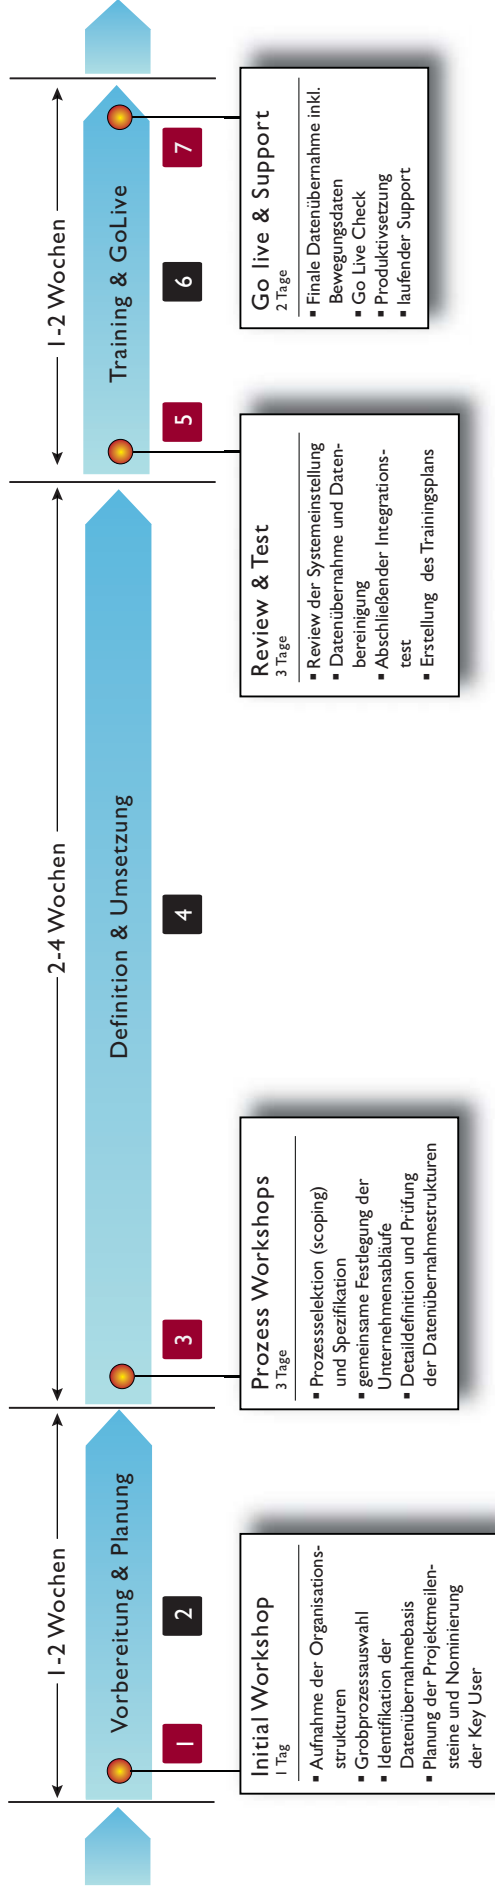 1-2 Wochen
2-4 Wochen
1-2 Wochen
Vorbereitung & Planung
Definition & Umsetzung
Training & GoLive
1
2
3
4
5
6
7
Initial Workshop
1 Tag
▪ Aufnahme der Organisations-
strukturen
▪ Grobprozessauswahl
▪ Identifikation der
Datenübernahmebasis
▪ Planung der Projektmeilen-
steine und Nominierung
der Key User
Prozess Workshops
3 Tage
▪ Prozessselektion (scoping)
und Spezifikation
▪ gemeinsame Festlegung der
Unternehmensabläufe
▪ Detaildefinition und Prüfung
der Datenübernahmestrukturen
Review & Test
3 Tage
▪ Review der Systemeinstellung
▪ Datenübernahme und Daten-
bereinigung
▪ Abschließender Integrations-
test
▪ Erstellung des Trainingsplans
Go live & Support
2 Tage
▪ Finale Datenübernahme inkl.
Bewegungsdaten
▪ Go Live Check
▪ Produktivsetzung
▪ laufender Support